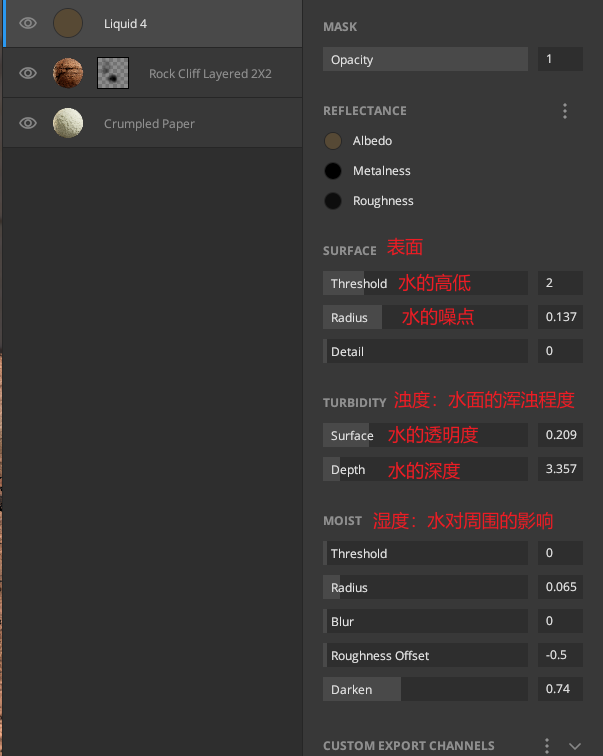 Liquid 4
Rock Cliff Layered 2X2
Crumpled Paper
MASK
Opacity 1
REFLECTANCE
Albedo
Metalness
Roughness
SURFACE 表面
Threshold 水的高低 2
Radius 水的噪点 0.137
Detail 0
TURBIDITY 浊度：水面的浑浊程度
Surface 水的透明度 0.209
Depth 水的深度 3.357
MOIST 湿度：水对周围的影响
Threshold 0
Radius 0.065
Blur 0
Roughness Offset -0.5
Darken 0.74
CUSTOM EXPORT CHANNELS